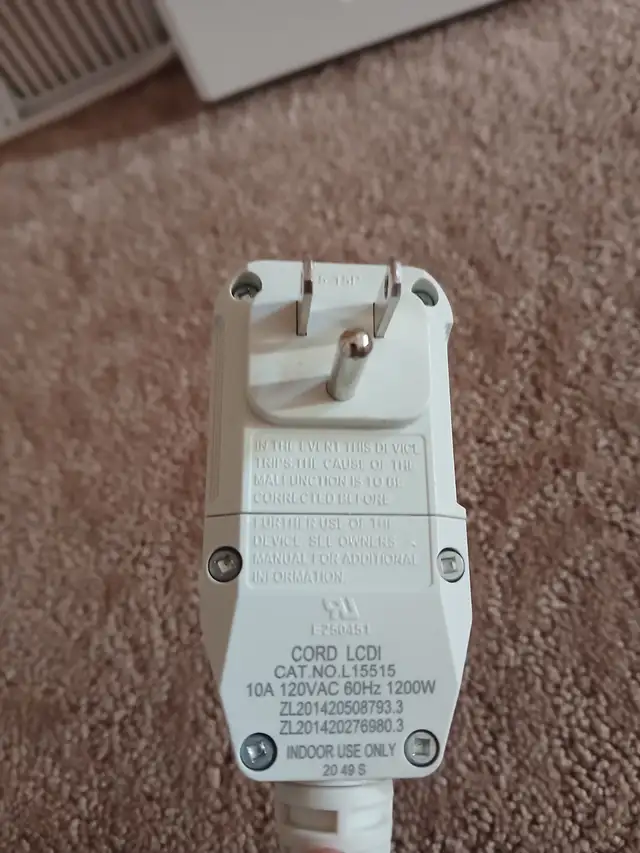 5-15P
IN THE EVENT THIS DEVICE
TRIPS.THE CAUSE OF THE
MALFUNCTION IS TO BE
CORRECTED BEFORE
FURTHER USE OF THE
DEVICE SEE OWNERS
MANUAL FOR ADDITIONAL
INFORMATION.
E250451
CORD LCDI
CAT.NO.L15515
10A 120VAC 60Hz 1200W
ZL201420508793.3
ZL201420276980.3
INDOOR USE ONLY
20 49 S